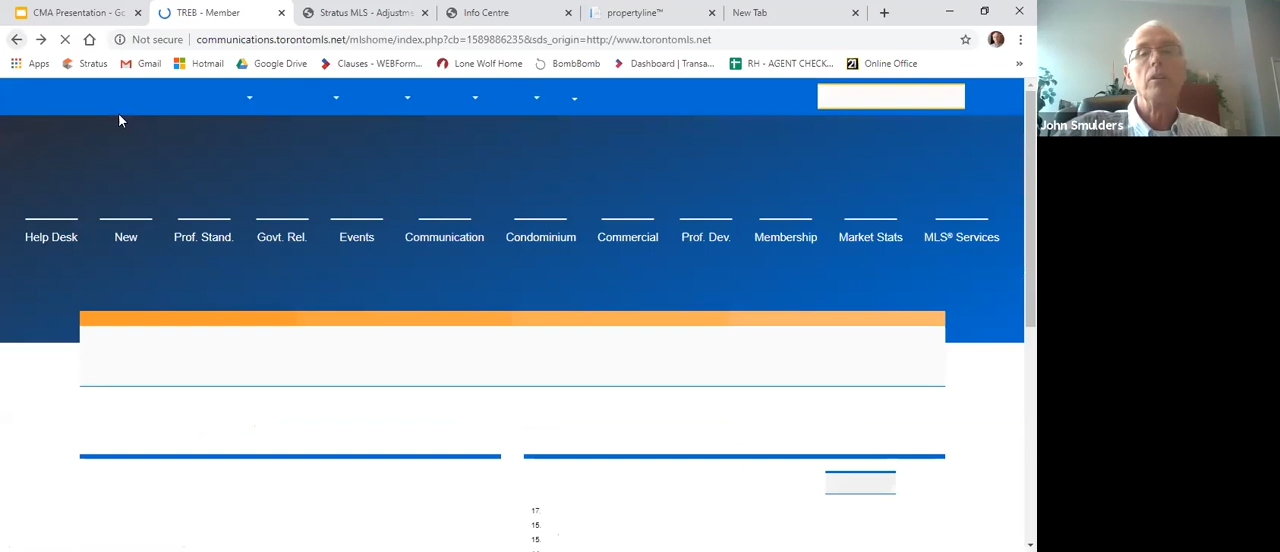 CMA Presentation - Go
TREB - Member
Stratus MLS - Adjustme
Info Centre
propertyline™
New Tab
Not secure communications.torontomls.net/mlshome/index.php?cb=1589886235&sds_origin=http://www.torontomls.net
Apps Stratus Gmail Hotmail Google Drive Clauses - WEBForm... Lone Wolf Home BombBomb Dashboard | Transa... RH - AGENT CHECK... 21 Online Office »
John Smulders
Help Desk New Prof. Stand. Govt. Rel. Events Communication Condominium Commercial Prof. Dev. Membership Market Stats MLS® Services
17.
15.
15.